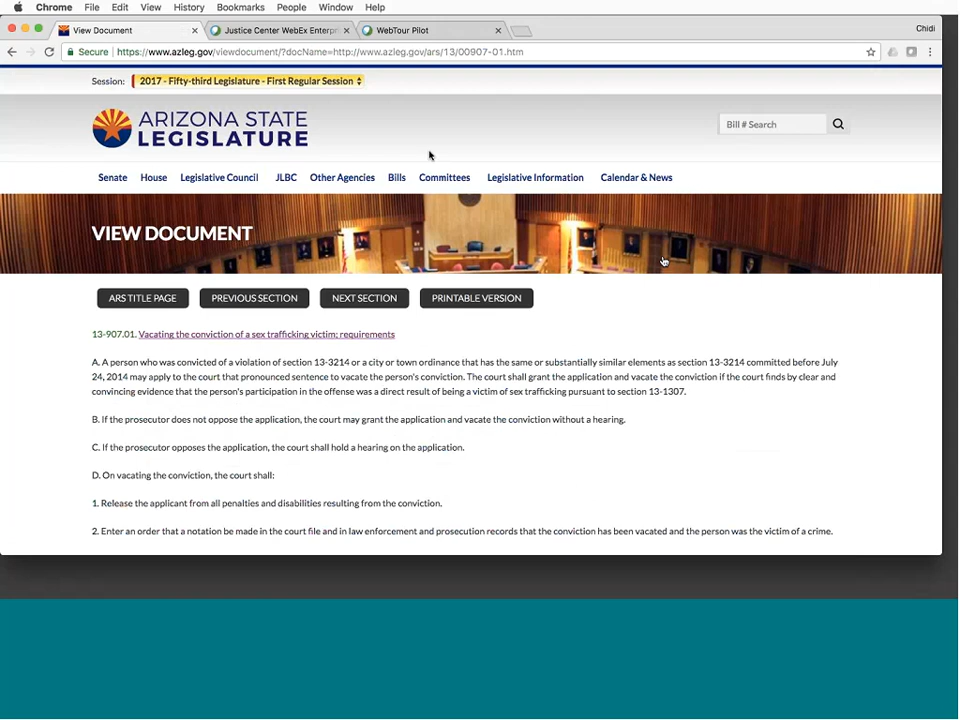 Chrome File Edit View History Bookmarks People Window Help
View Document × Justice Center WebEx Enterpr × WebTour Pilot × Chidi
Secure https://www.azleg.gov/viewdocument/?docName=http://www.azleg.gov/ars/13/00907-01.htm
Session: 2017 - Fifty-third Legislature - First Regular Session
ARIZONA STATE
LEGISLATURE
Bill # Search
Senate House Legislative Council JLBC Other Agencies Bills Committees Legislative Information Calendar & News
VIEW DOCUMENT
ARS TITLE PAGE PREVIOUS SECTION NEXT SECTION PRINTABLE VERSION
13-907.01. Vacating the conviction of a sex trafficking victim; requirements
A. A person who was convicted of a violation of section 13-3214 or a city or town ordinance that has the same or substantially similar elements as section 13-3214 committed before July
24, 2014 may apply to the court that pronounced sentence to vacate the person's conviction. The court shall grant the application and vacate the conviction if the court finds by clear and
convincing evidence that the person's participation in the offense was a direct result of being a victim of sex trafficking pursuant to section 13-1307.
B. If the prosecutor does not oppose the application, the court may grant the application and vacate the conviction without a hearing.
C. If the prosecutor opposes the application, the court shall hold a hearing on the application.
D. On vacating the conviction, the court shall:
1. Release the applicant from all penalties and disabilities resulting from the conviction.
2. Enter an order that a notation be made in the court file and in law enforcement and prosecution records that the conviction has been vacated and the person was the victim of a crime.